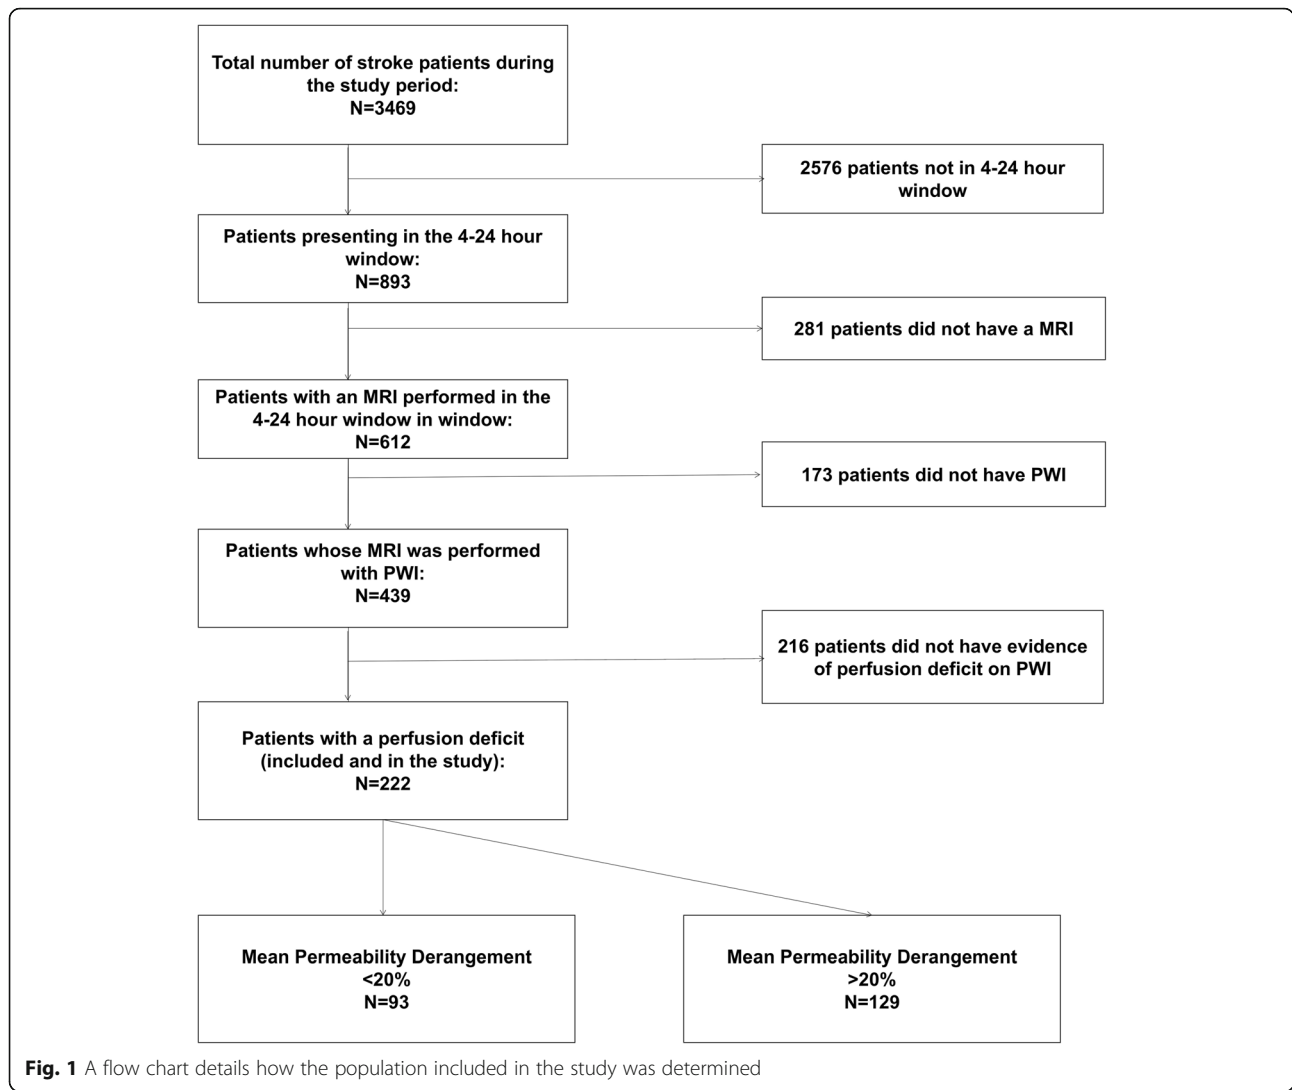 Total number of stroke patients during
the study period:
N=3469
2576 patients not in 4-24 hour
window
Patients presenting in the 4-24 hour
window:
N=893
281 patients did not have a MRI
Patients with an MRI performed in the
4-24 hour window in window:
N=612
173 patients did not have PWI
Patients whose MRI was performed
with PWI:
N=439
216 patients did not have evidence
of perfusion deficit on PWI
Patients with a perfusion deficit
(included and in the study):
N=222
Mean Permeability Derangement
<20%
N=93
Mean Permeability Derangement
>20%
N=129
Fig. 1 A flow chart details how the population included in the study was determined